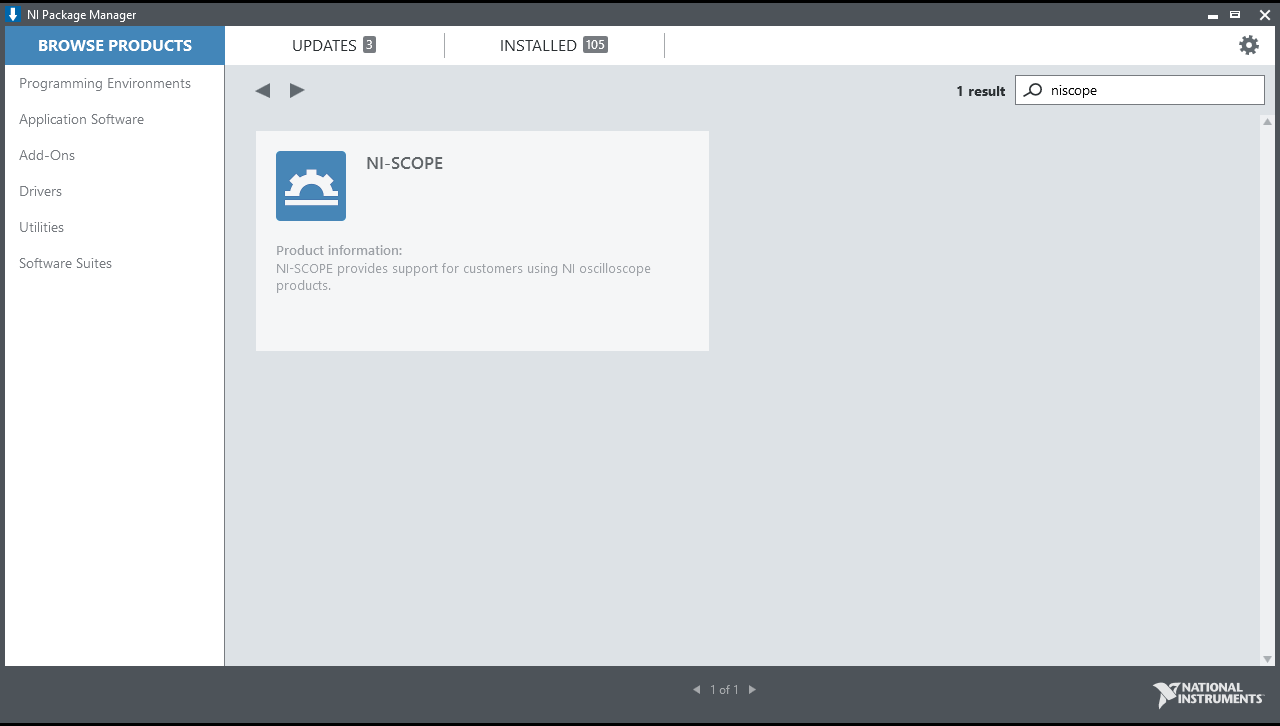 NI Package Manager
BROWSE PRODUCTS
UPDATES 3
INSTALLED 105
Programming Environments
Application Software
Add-Ons
Drivers
Utilities
Software Suites
1 result
niscope
NI-SCOPE
Product information:
NI-SCOPE provides support for customers using NI oscilloscope
products.
1 of 1
NATIONAL
INSTRUMENTS